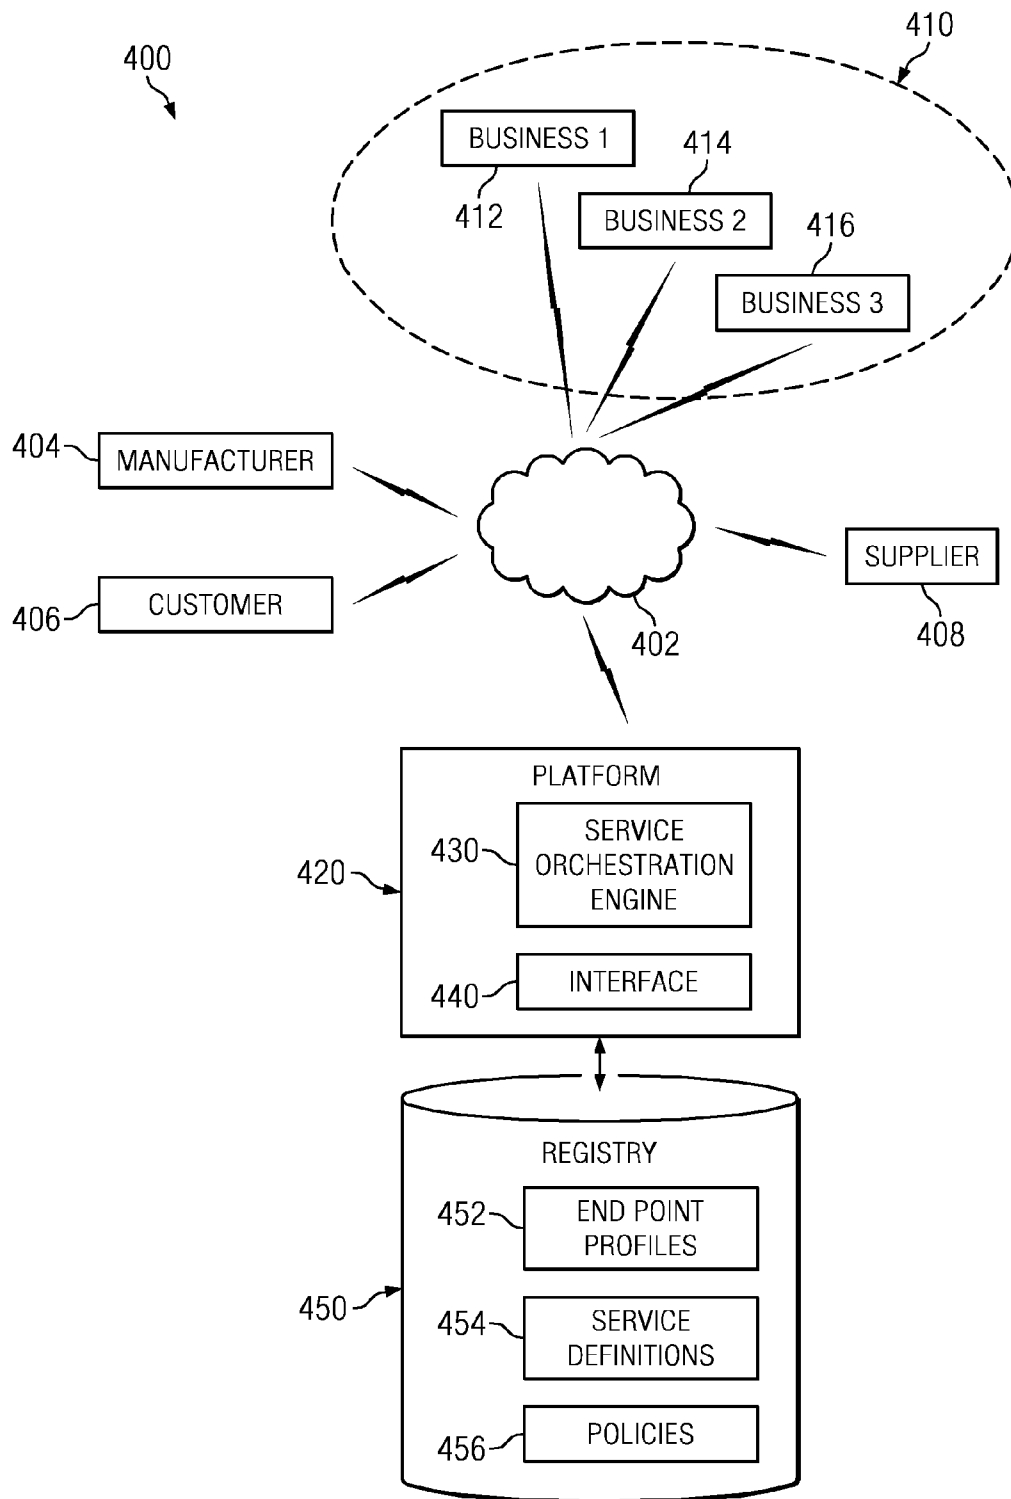 400
410
BUSINESS 1
412
414
BUSINESS 2
416
BUSINESS 3
404
MANUFACTURER
406
CUSTOMER
402
SUPPLIER
408
PLATFORM
420
430
SERVICE
ORCHESTRATION
ENGINE
440
INTERFACE
REGISTRY
450
452
END POINT
PROFILES
454
SERVICE
DEFINITIONS
456
POLICIES